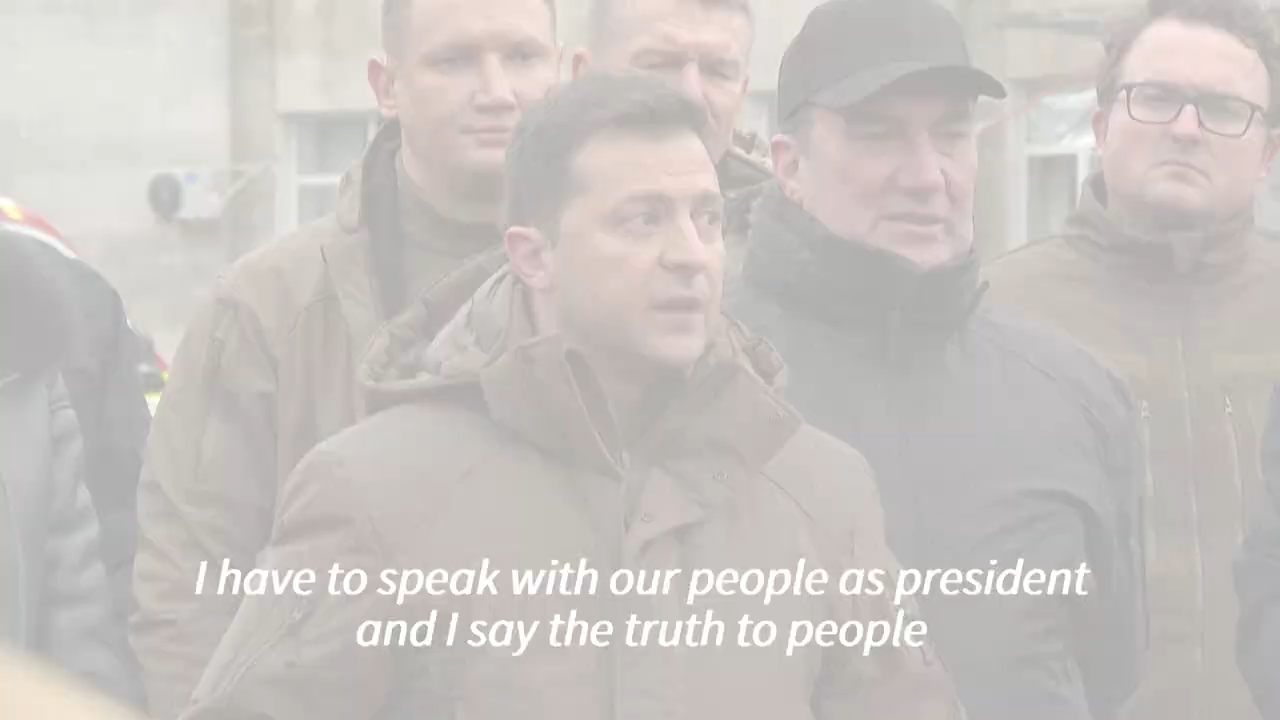 I have to speak with our people as president
and I say the truth to people